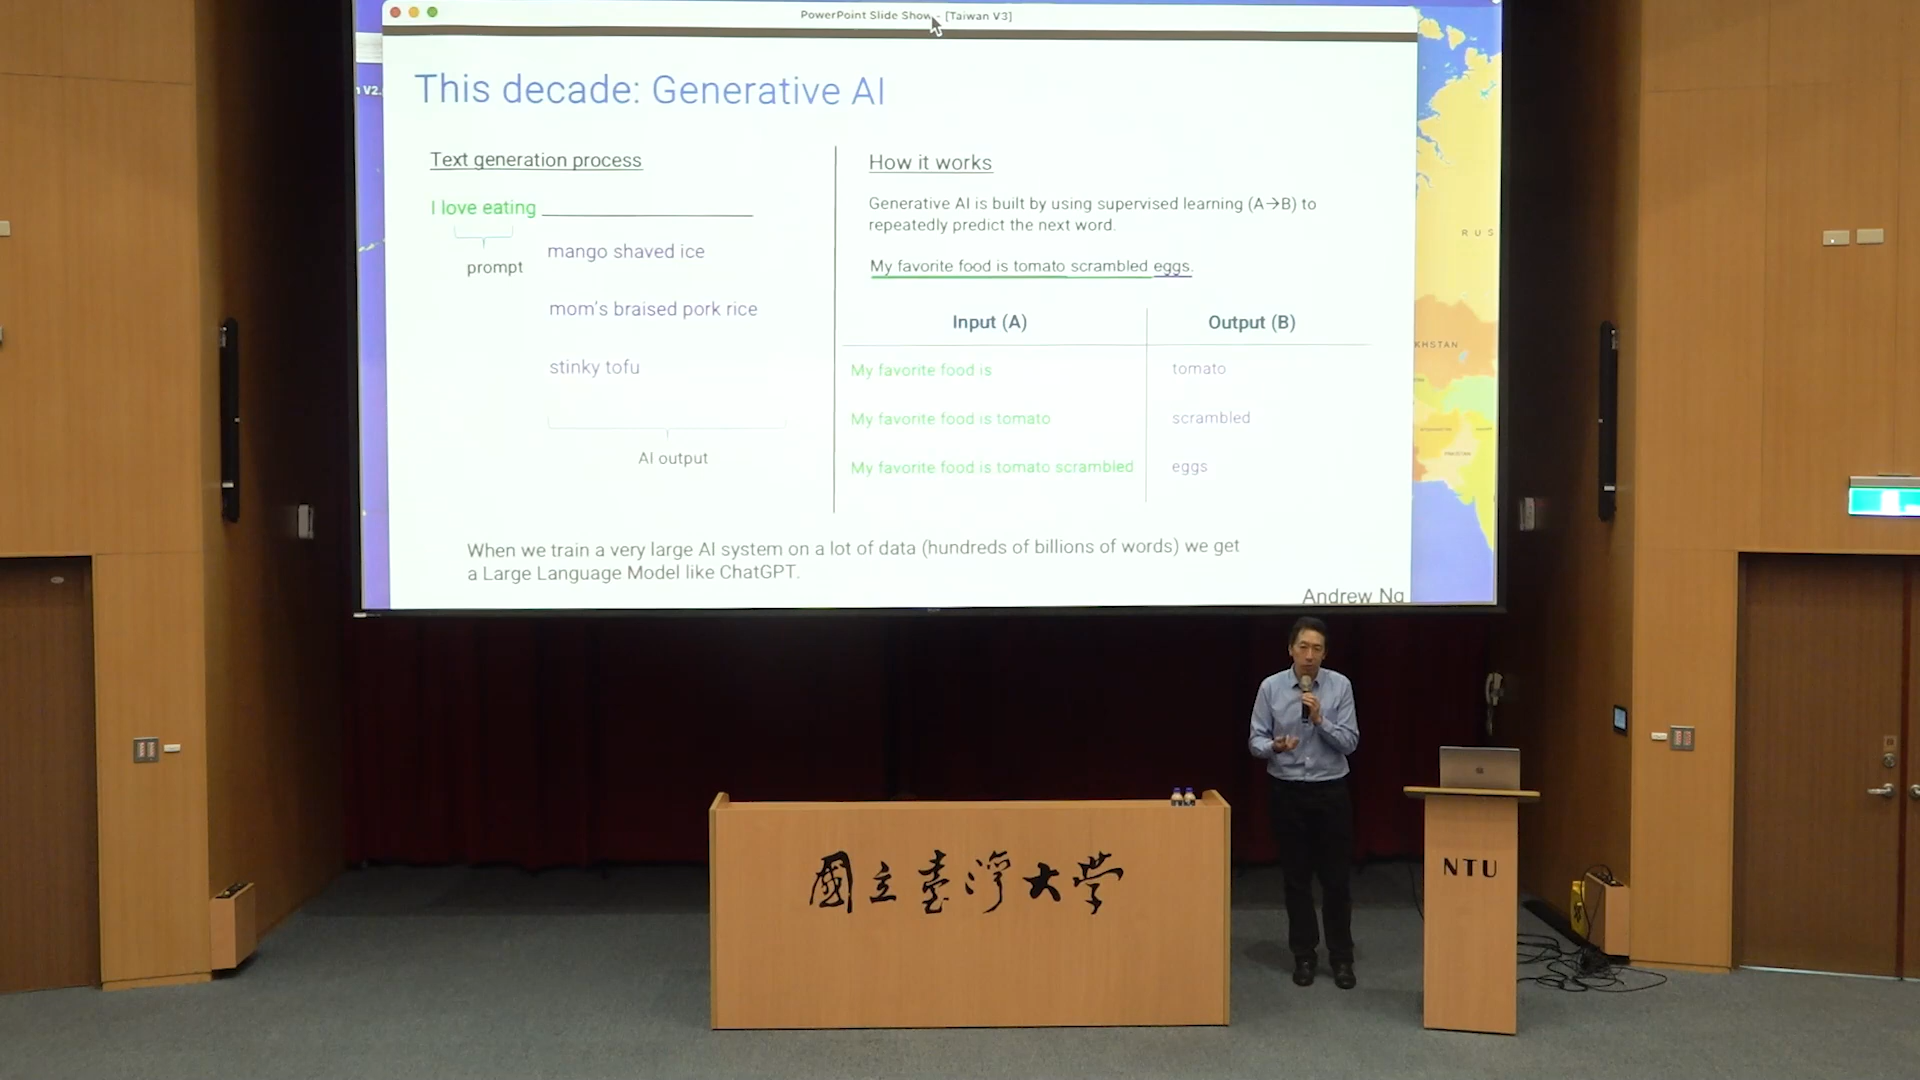 PowerPoint Slide Show - [Taiwan V3]
V2.
This decade: Generative AI
Text generation process
I love eating
prompt
mango shaved ice
mom's braised pork rice
stinky tofu
AI output
How it works
Generative AI is built by using supervised learning (A→B) to
repeatedly predict the next word.
My favorite food is tomato scrambled eggs.
Input (A) Output (B)
My favorite food is tomato
My favorite food is tomato scrambled
My favorite food is tomato scrambled eggs
When we train a very large AI system on a lot of data (hundreds of billions of words) we get
a Large Language Model like ChatGPT.
Andrew Ng
RUS
KHSTAN
國立臺灣大學
NTU